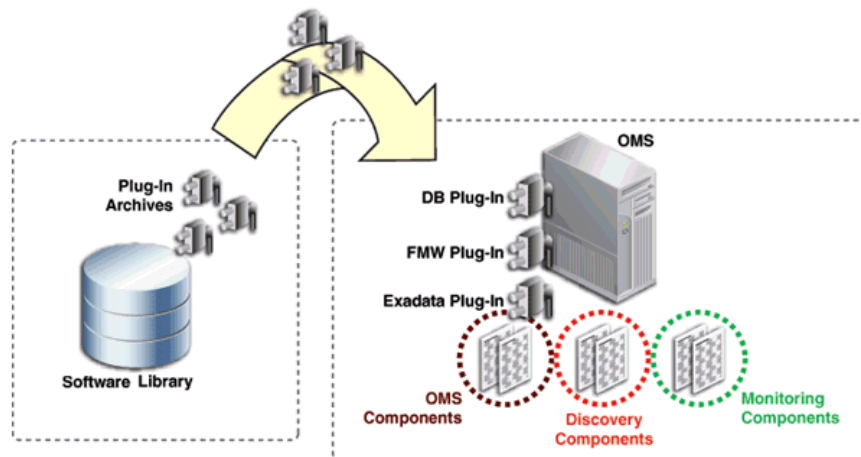 Plug-In
Archives
Software Library
OMS
DB Plug-In
FMW Plug-In
Exadata Plug-In
OMS
Components
Discovery
Components
Monitoring
Components